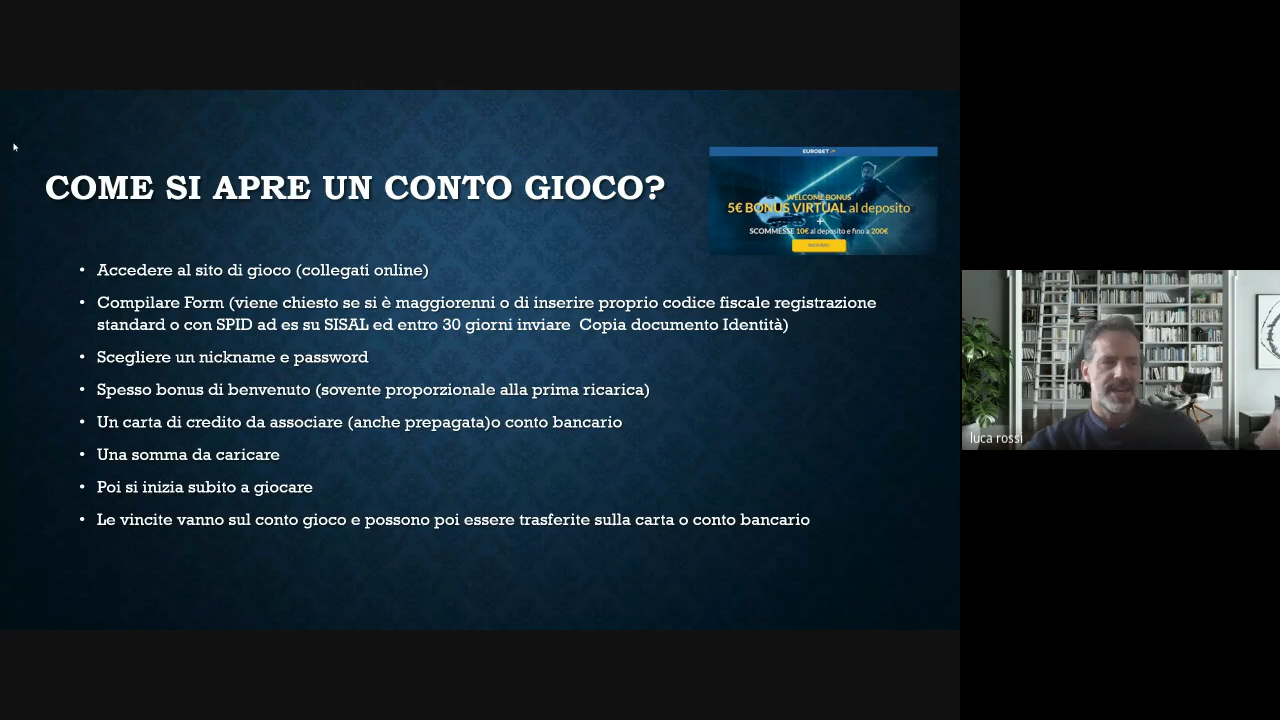 COME SI APRE UN CONTO GIOCO?
EUROBET
WELCOME BONUS
5€ BONUS VIRTUAL al deposito
+
SCOMMESSE 10€ al deposito e fino a 200€
• Accedere al sito di gioco (collegati online)
• Compilare Form (viene chiesto se si è maggiorenni o di inserire proprio codice fiscale registrazione
standard o con SPID ad es su SISAL ed entro 30 giorni inviare Copia documento Identità)
• Scegliere un nickname e password
• Spesso bonus di benvenuto (sovente proporzionale alla prima ricarica)
• Un carta di credito da associare (anche prepagata)o conto bancario
• Una somma da caricare
• Poi si inizia subito a giocare
• Le vincite vanno sul conto gioco e possono poi essere trasferite sulla carta o conto bancario
luca rossi